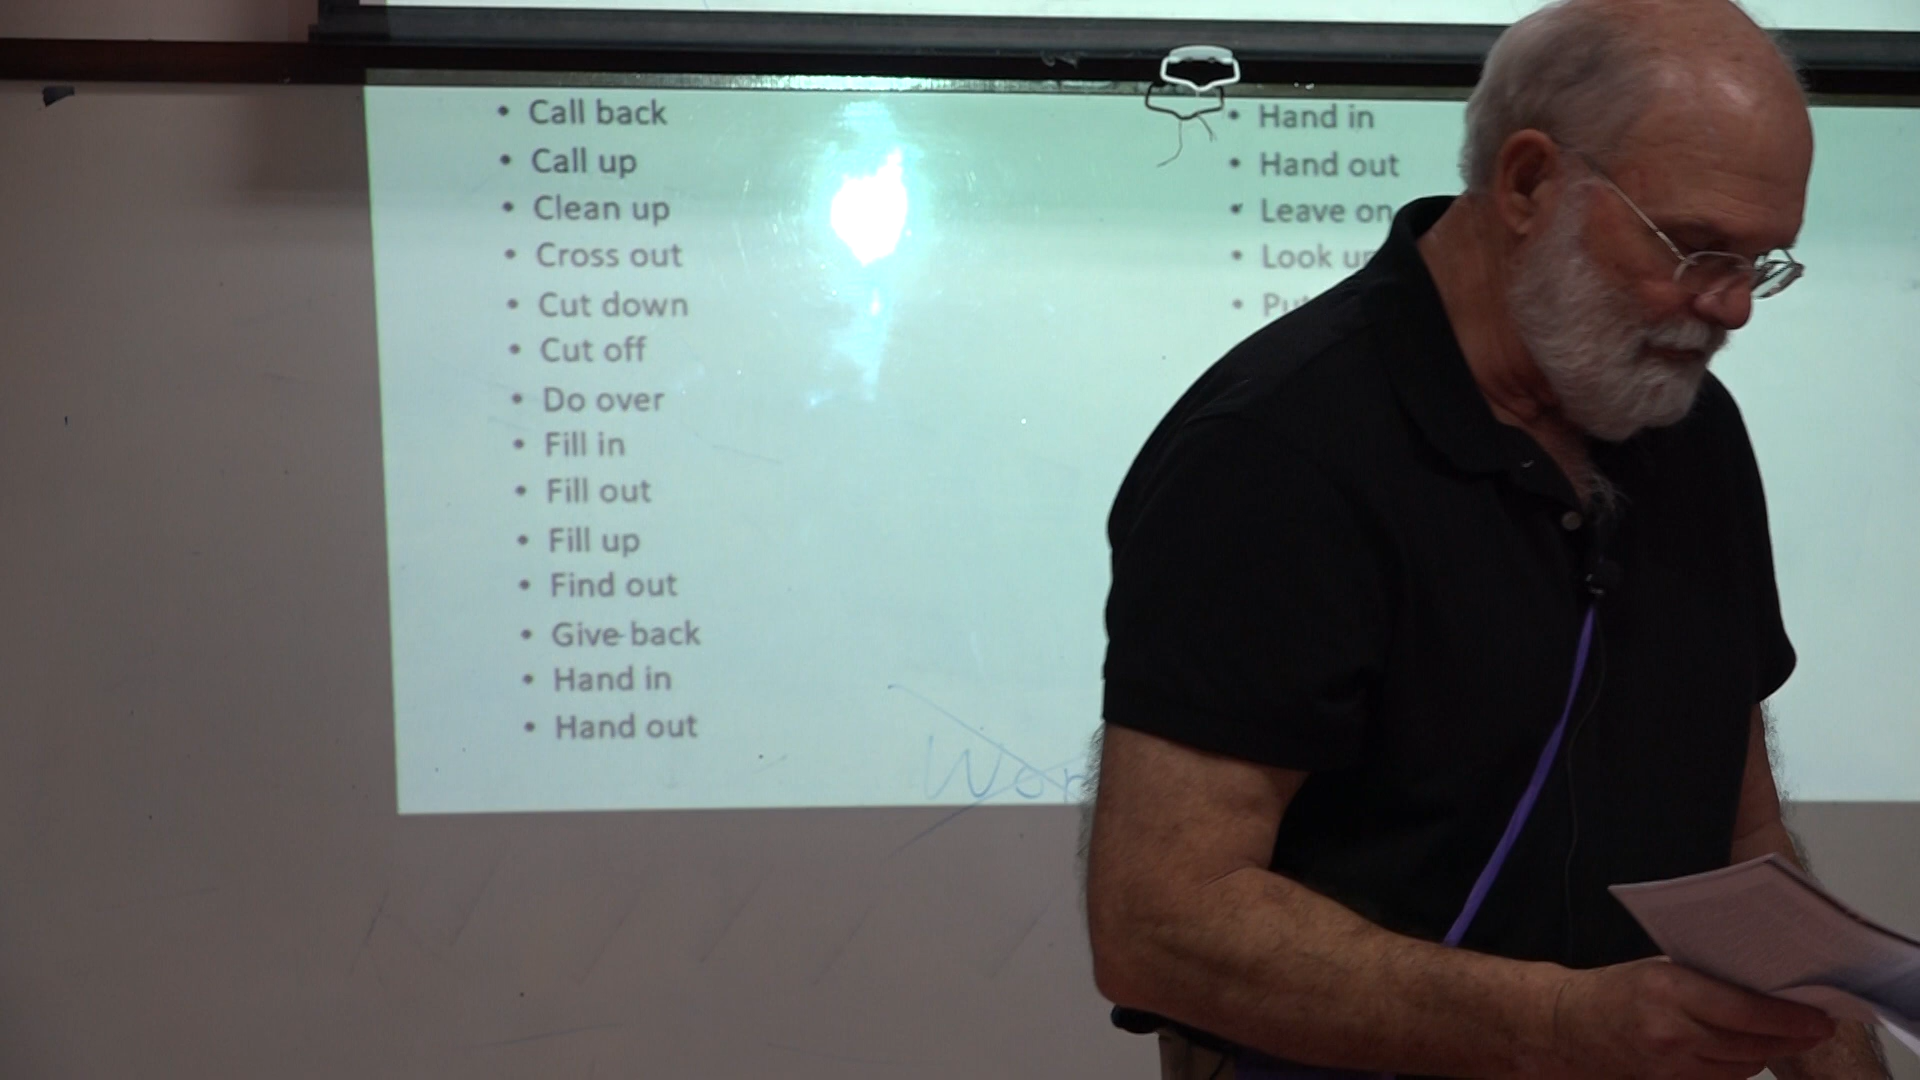 • Call back
• Call up
• Clean up
• Cross out
• Cut down
• Cut off
• Do over
• Fill in
• Fill out
• Fill up
• Find out
• Give back
• Hand in
• Hand out
• Hand in
• Hand out
• Leave on
• Look